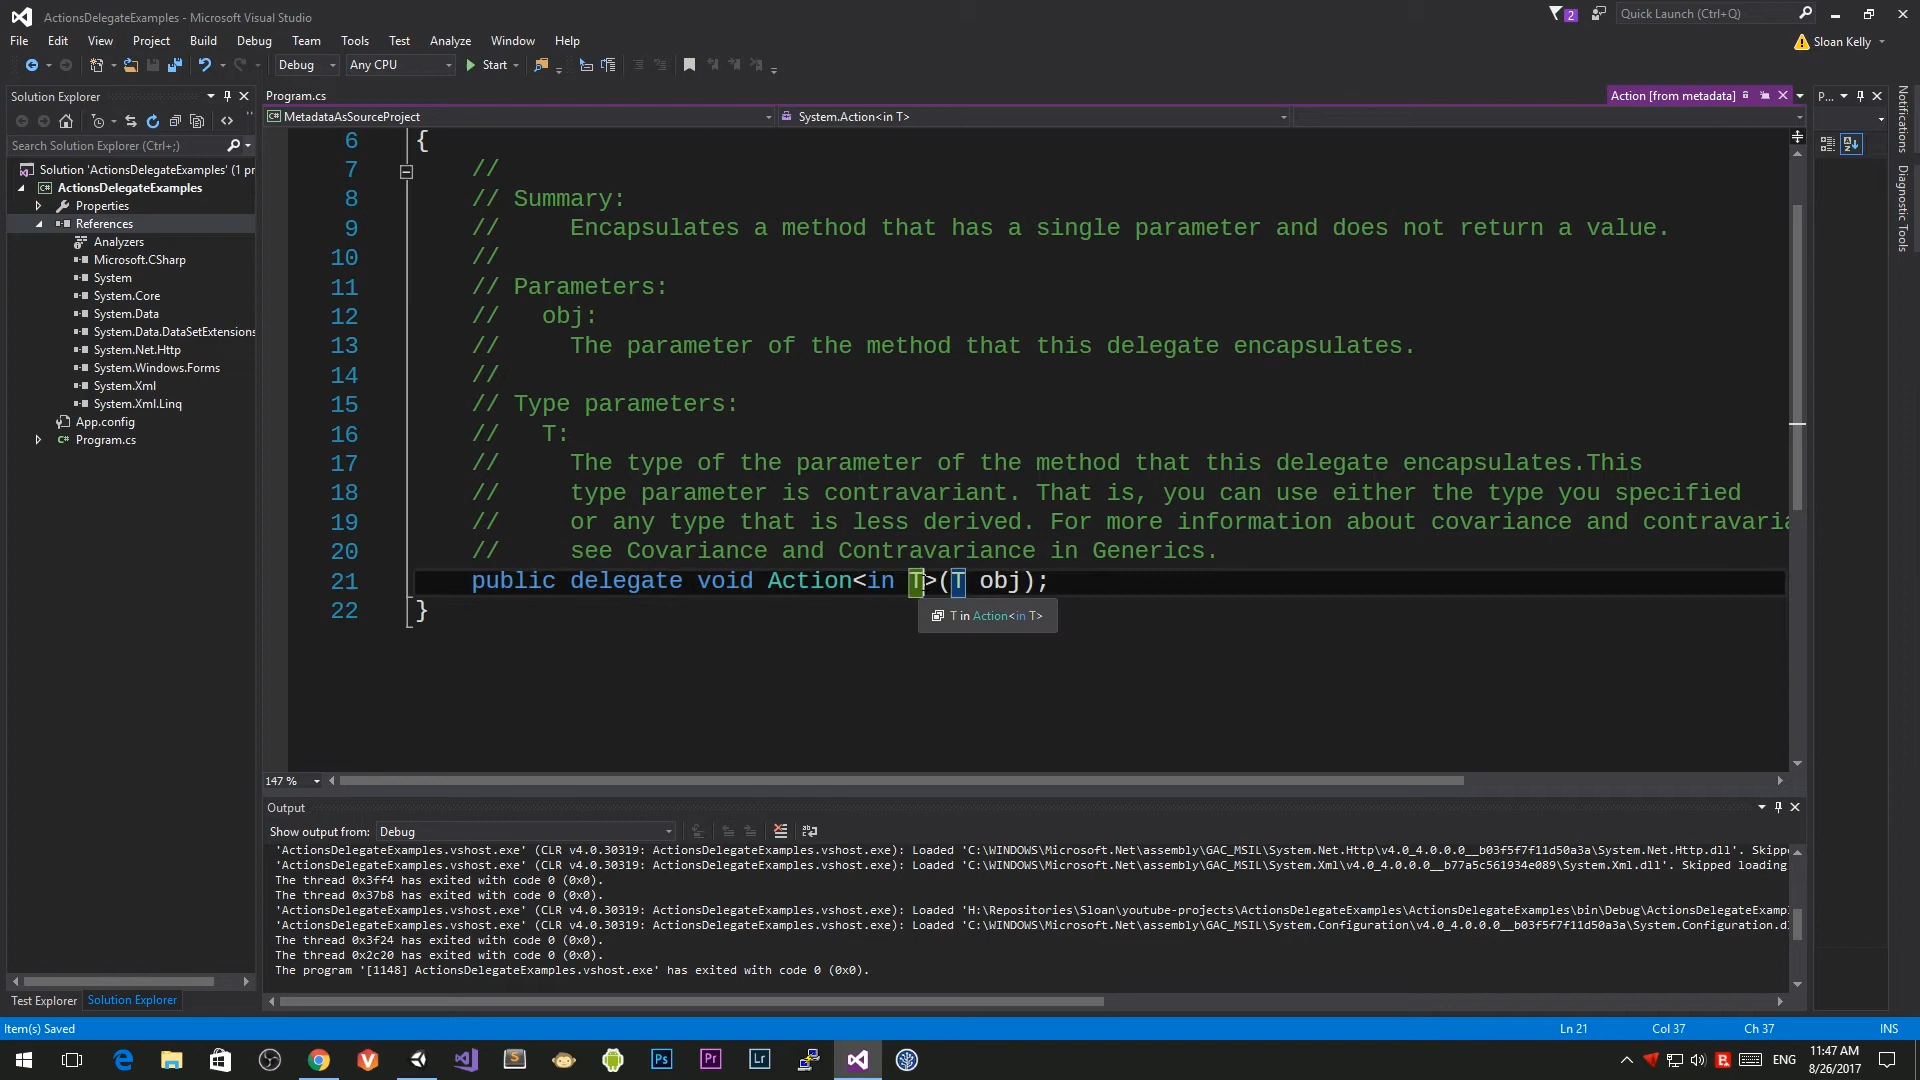 ActionsDelegateExamples - Microsoft Visual Studio
2
Quick Launch (Ctrl+Q)
File Edit View Project Build Debug Team Tools Test Analyze Window Help
Sloan Kelly
Debug Any CPU Start
Solution Explorer
Program.cs
Action [from metadata]
P...
MetadataAsSourceProject
System.Action<in T>
Search Solution Explorer (Ctrl+;)
Solution 'ActionsDelegateExamples' (1 pr
ActionsDelegateExamples
Properties
References
Analyzers
Microsoft.CSharp
System
System.Core
System.Data
System.Data.DataSetExtensions
System.Net.Http
System.Windows.Forms
System.Xml
System.Xml.Linq
App.config
Program.cs
6 {
7 //
8 // Summary:
9 // Encapsulates a method that has a single parameter and does not return a value.
10 //
11 // Parameters:
12 // obj:
13 // The parameter of the method that this delegate encapsulates.
14 //
15 // Type parameters:
16 // T:
17 // The type of the parameter of the method that this delegate encapsulates.This
18 // type parameter is contravariant. That is, you can use either the type you specified
19 // or any type that is less derived. For more information about covariance and contravaria
20 // see Covariance and Contravariance in Generics.
21 public delegate void Action<in T>(T obj);
22 }
T in Action<in T>
Notifications
Diagnostic Tools
147 %
Output
Show output from: Debug
'ActionsDelegateExamples.vshost.exe' (CLR v4.0.30319: ActionsDelegateExamples.vshost.exe): Loaded 'C:\WINDOWS\Microsoft.Net\assembly\GAC_MSIL\System.Net.Http\v4.0_4.0.0.0__b03f5f7f11d50a3a\System.Net.Http.dll'. Skippe
'ActionsDelegateExamples.vshost.exe' (CLR v4.0.30319: ActionsDelegateExamples.vshost.exe): Loaded 'C:\WINDOWS\Microsoft.Net\assembly\GAC_MSIL\System.Xml\v4.0_4.0.0.0__b77a5c561934e089\System.Xml.dll'. Skipped loading
The thread 0x3ff4 has exited with code 0 (0x0).
The thread 0x37b8 has exited with code 0 (0x0).
'ActionsDelegateExamples.vshost.exe' (CLR v4.0.30319: ActionsDelegateExamples.vshost.exe): Loaded 'H:\Repositories\Sloan\youtube-projects\ActionsDelegateExamples\ActionsDelegateExamples\bin\Debug\ActionsDelegateExampl
'ActionsDelegateExamples.vshost.exe' (CLR v4.0.30319: ActionsDelegateExamples.vshost.exe): Loaded 'C:\WINDOWS\Microsoft.Net\assembly\GAC_MSIL\System.Configuration\v4.0_4.0.0.0__b03f5f7f11d50a3a\System.Configuration.d
The thread 0x3f24 has exited with code 0 (0x0).
The thread 0x2c20 has exited with code 0 (0x0).
The program '[1148] ActionsDelegateExamples.vshost.exe' has exited with code 0 (0x0).
Test Explorer Solution Explorer
Item(s) Saved
Ln 21 Col 37 Ch 37 INS
Ps Pr Lr
ENG
11:47 AM
8/26/2017